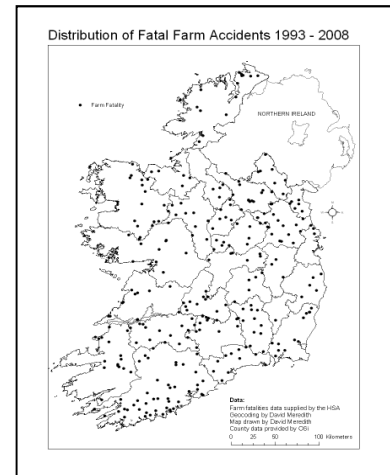 Distribution of Fatal Farm Accidents 1993 - 2008
Farm Fatality
NORTHERN IRELAND
Data:
Farm fatalities data supplied by the HSA
Geocoding by David Meredith
Map drawn by David Meredith
County data provided by OSi
0 25 50 100 Kilometers